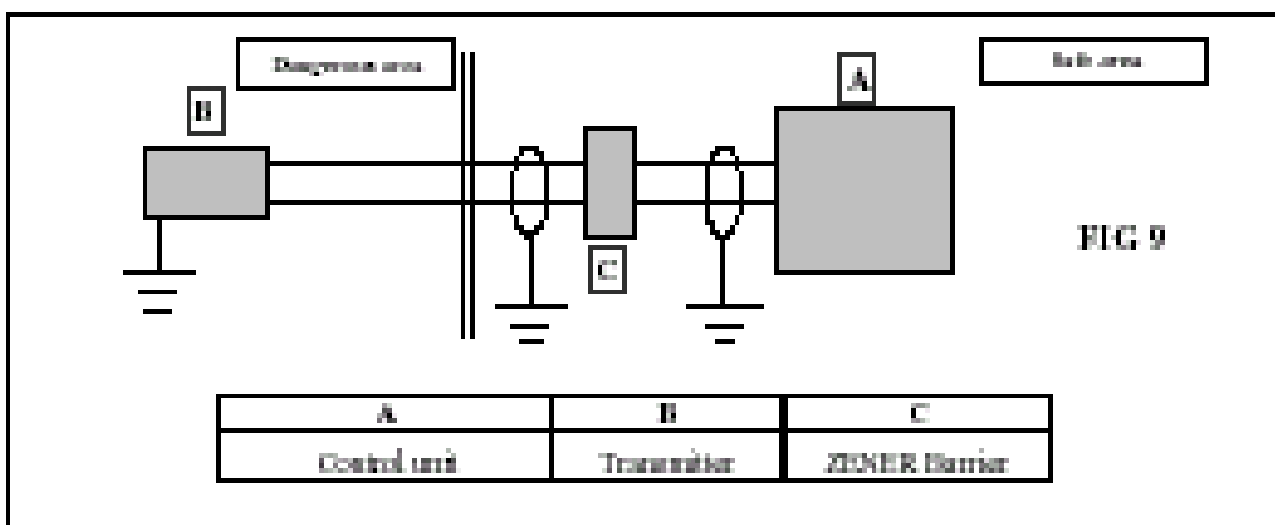 Dangerous area
Safe area
A
B
C
FIG 9
A B C
Control unit Transmitter ZENER Barrier